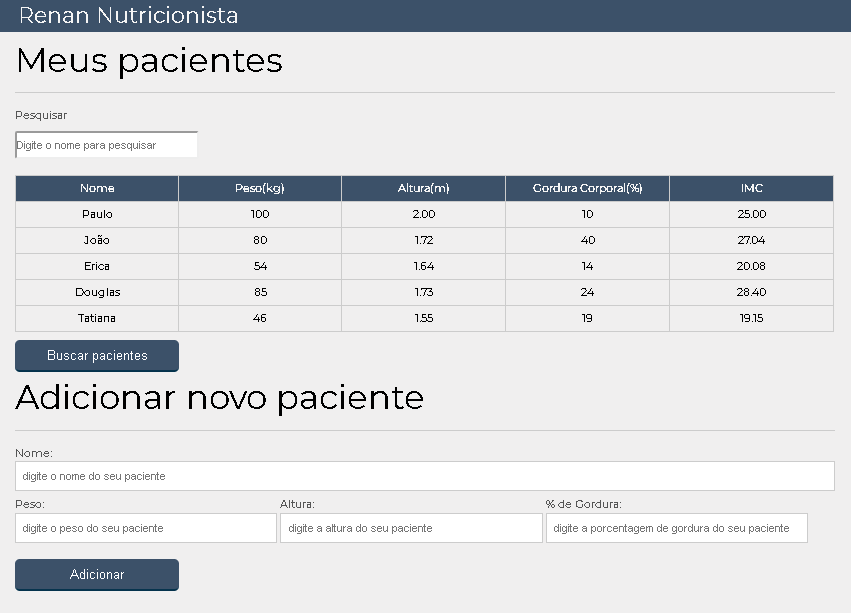 Renan Nutricionista
Meus pacientes
Pesquisar
Digite o nome para pesquisar
Nome Peso(kg) Altura(m) Gordura Corporal(%) IMC
Paulo 100 2.00 10 25.00
João 80 1.72 40 27.04
Erica 54 1.64 14 20.08
Douglas 85 1.73 24 28.40
Tatiana 46 1.55 19 19.15
Buscar pacientes
Adicionar novo paciente
Nome:
digite o nome do seu paciente
Peso: Altura: % de Gordura:
digite o peso do seu paciente digite a altura do seu paciente digite a porcentagem de gordura do seu paciente
Adicionar